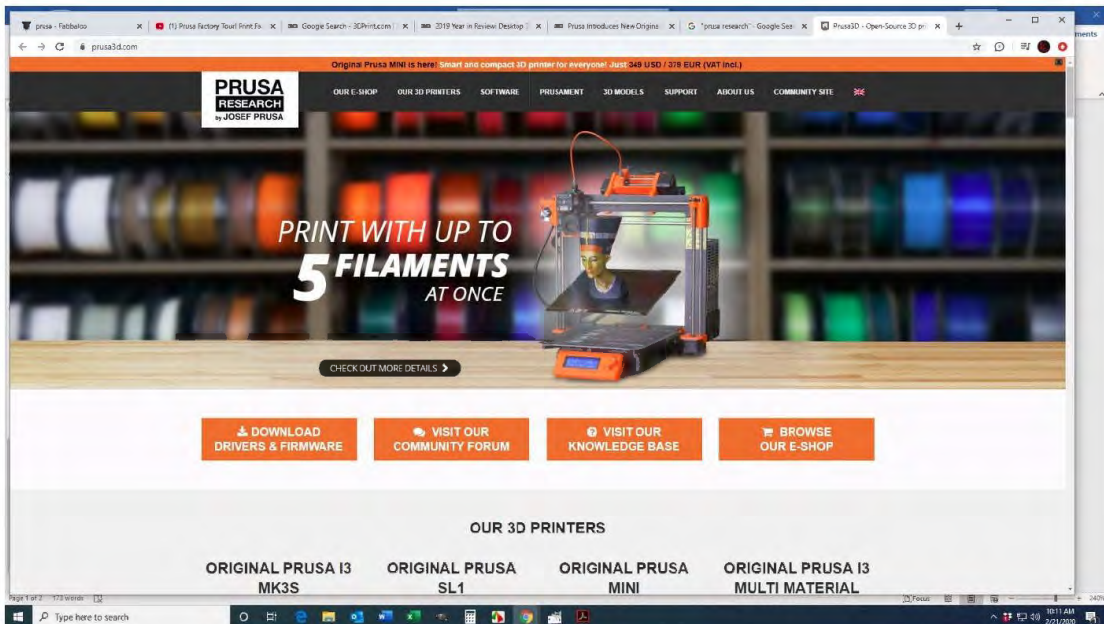 prusa - Fabbaloo
(1) Prusa Factory Tour! Print Fa
Google Search - 3DPrint.com |
2019 Year in Review: Desktop
Prusa Introduces New Origina
"prusa research" - Google Sea
Prusa3D - Open-Source 3D pri
ments
prusa3d.com
Original Prusa MINI is here! Smart and compact 3D printer for everyone! Just 349 USD / 379 EUR (VAT incl.)
PRUSA
RESEARCH
by JOSEF PRUSA
OUR E-SHOP OUR 3D PRINTERS SOFTWARE PRUSAMENT 3D MODELS SUPPORT ABOUT US COMMUNITY SITE
PRINT WITH UP TO
5 FILAMENTS
AT ONCE
CHECK OUT MORE DETAILS
DOWNLOAD
DRIVERS & FIRMWARE
VISIT OUR
COMMUNITY FORUM
VISIT OUR
KNOWLEDGE BASE
BROWSE
OUR E-SHOP
OUR 3D PRINTERS
ORIGINAL PRUSA I3
MK3S
ORIGINAL PRUSA
SL1
ORIGINAL PRUSA
MINI
ORIGINAL PRUSA I3
MULTI MATERIAL
Page 1 of 2 173 words
Focus
240%
Type here to search
10:11 AM
2/21/2020